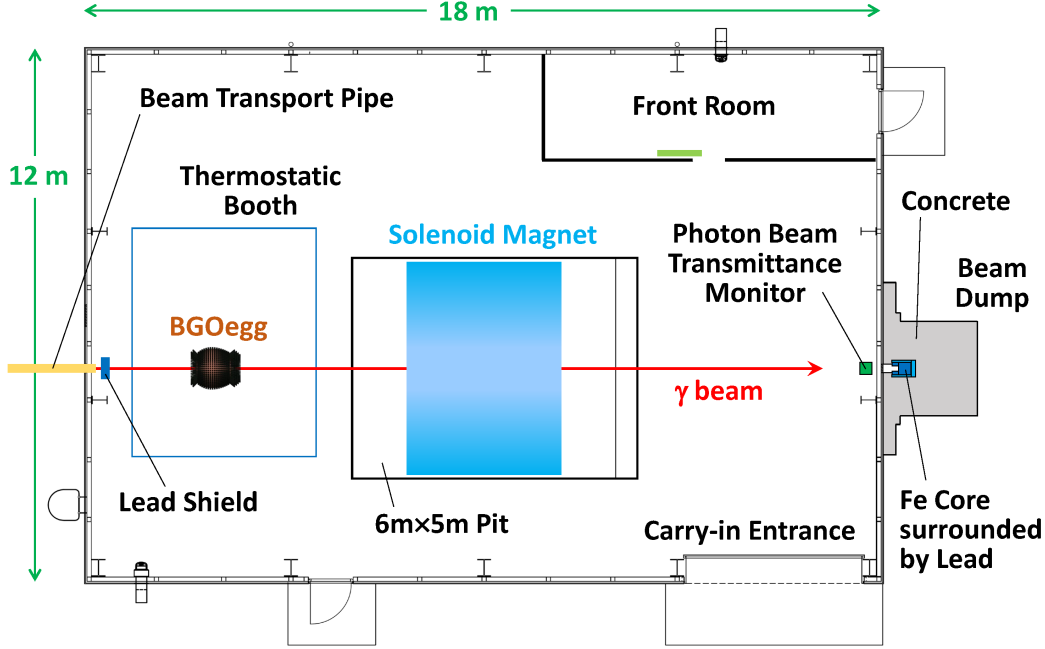 18 m
Beam Transport Pipe
Front Room
12 m
Thermostatic
Booth
Concrete
Solenoid Magnet
Photon Beam
Transmittance
Monitor
Beam
Dump
BGOegg
γ beam
Lead Shield
6m×5m Pit
Carry-in Entrance
Fe Core
surrounded
by Lead